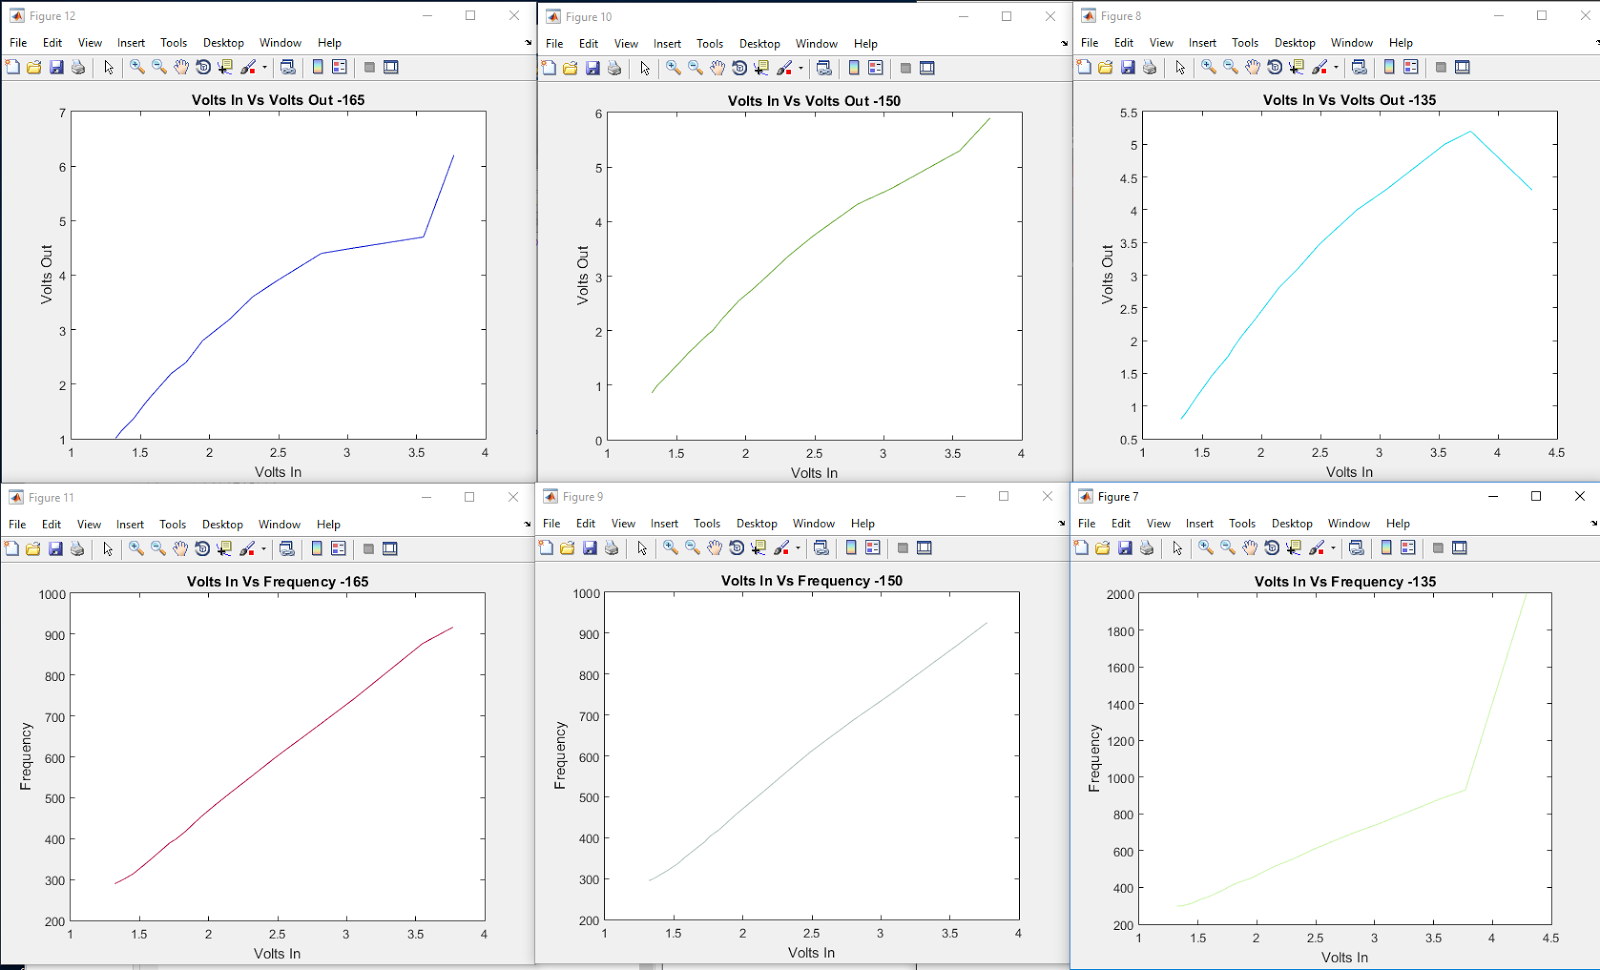 Figure 12
File Edit View Insert Tools Desktop Window Help
Volts In Vs Volts Out -165
7
6
5
4
3
2
1
Volts Out
1 1.5 2 2.5 3 3.5 4
Volts In
Figure 10
File Edit View Insert Tools Desktop Window Help
Volts In Vs Volts Out -150
6
5
4
3
2
1
0
Volts Out
1 1.5 2 2.5 3 3.5 4
Volts In
Figure 8
File Edit View Insert Tools Desktop Window Help
Volts In Vs Volts Out -135
5.5
5
4.5
4
3.5
3
2.5
2
1.5
1
0.5
Volts Out
1 1.5 2 2.5 3 3.5 4 4.5
Volts In
Figure 11
File Edit View Insert Tools Desktop Window Help
Volts In Vs Frequency -165
1000
900
800
700
600
500
400
300
200
Frequency
1 1.5 2 2.5 3 3.5 4
Volts In
Figure 9
File Edit View Insert Tools Desktop Window Help
Volts In Vs Frequency -150
1000
900
800
700
600
500
400
300
200
Frequency
1 1.5 2 2.5 3 3.5 4
Volts In
Figure 7
File Edit View Insert Tools Desktop Window Help
Volts In Vs Frequency -135
2000
1800
1600
1400
1200
1000
800
600
400
200
Frequency
1 1.5 2 2.5 3 3.5 4 4.5
Volts In